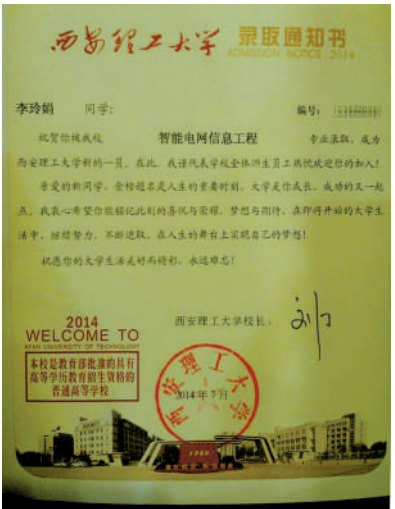 西安理工大学 录取通知书
ADMISSION NOTICE 2014
李玲娟 同学: 编号:
祝贺你被我校 智能电网信息工程 专业录取，成为
西安理工大学新的一员。在此，我谨代表学校全体师生员工热忱欢迎你的加入！
亲爱的新同学，金榜题名是人生的重要时刻，大学是你成长、成功的又一起
点，我衷心希望你能铭记此刻的喜悦与荣耀、梦想与期待，在即将开始的大学生
活中，继续努力，不断进取，在人生的舞台上实现自己的梦想！
祝愿你的大学生活美好而精彩，永远难忘！
西安理工大学校长:
2014
WELCOME TO
XI'AN UNIVERSITY OF TECHNOLOGY
本校是教育部批准的具有
高等学历教育招生资格的
普通高等学校
西安理工大学
2014年7月